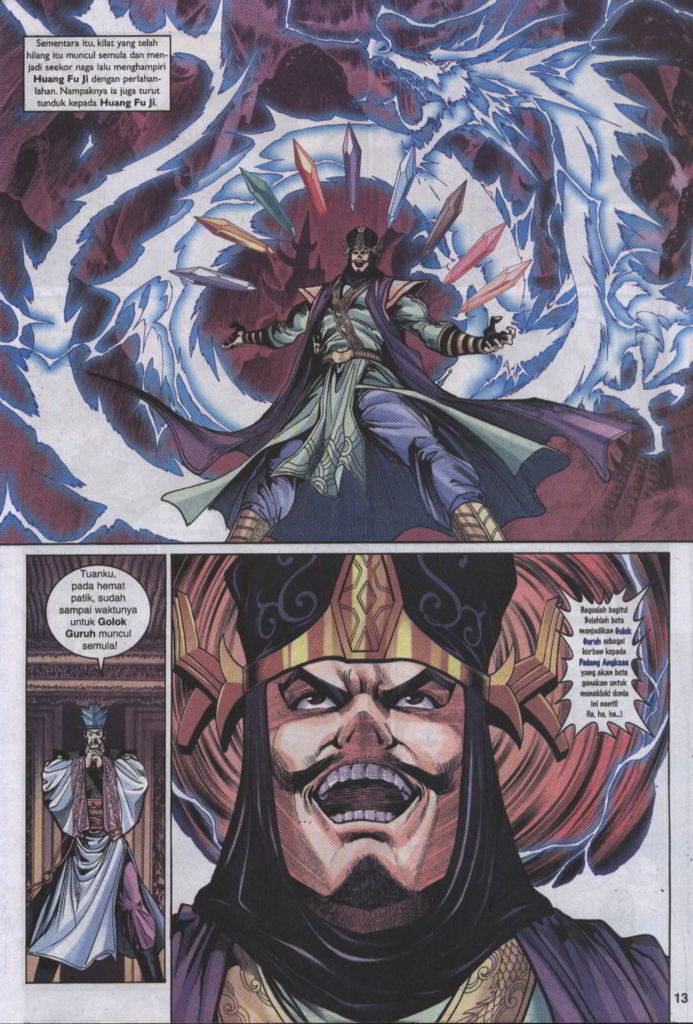 Sementara itu, kilat yang telah
hilang itu muncul semula dan men-
jadi seekor naga lalu menghampiri
Huang Fu Ji dengan perlahan-
lahan. Nampaknya ia juga turut
tunduk kepada Huang Fu Ji.
Tuanku,
pada hemat
patik, sudah
sampai waktunya
untuk Golok
Guruh muncul
semula!
Baguslah begitu!
Bolehlah beta
menjadikan Golok
Guruh sebagai
korban kepada
Pedang Angkasa
yang akan beta
gunakan untuk
menakluki dunia
ini nanti!
Ha, ha, ha...!
13